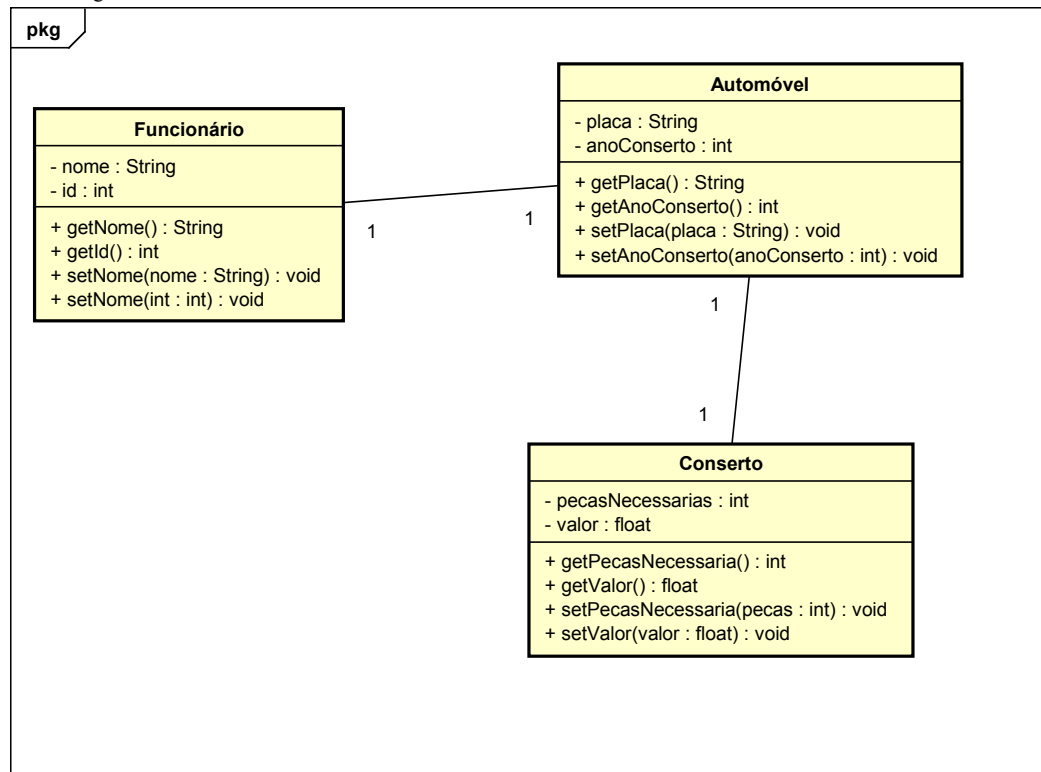 pkg
Funcionário
- nome : String
- id : int
+ getNome() : String
+ getId() : int
+ setNome(nome : String) : void
+ setNome(int : int) : void
1
1
Automóvel
- placa : String
- anoConserto : int
+ getPlaca() : String
+ getAnoConserto() : int
+ setPlaca(placa : String) : void
+ setAnoConserto(anoConserto : int) : void
1
1
Conserto
- pecasNecessarias : int
- valor : float
+ getPecasNecessaria() : int
+ getValor() : float
+ setPecasNecessaria(pecas : int) : void
+ setValor(valor : float) : void